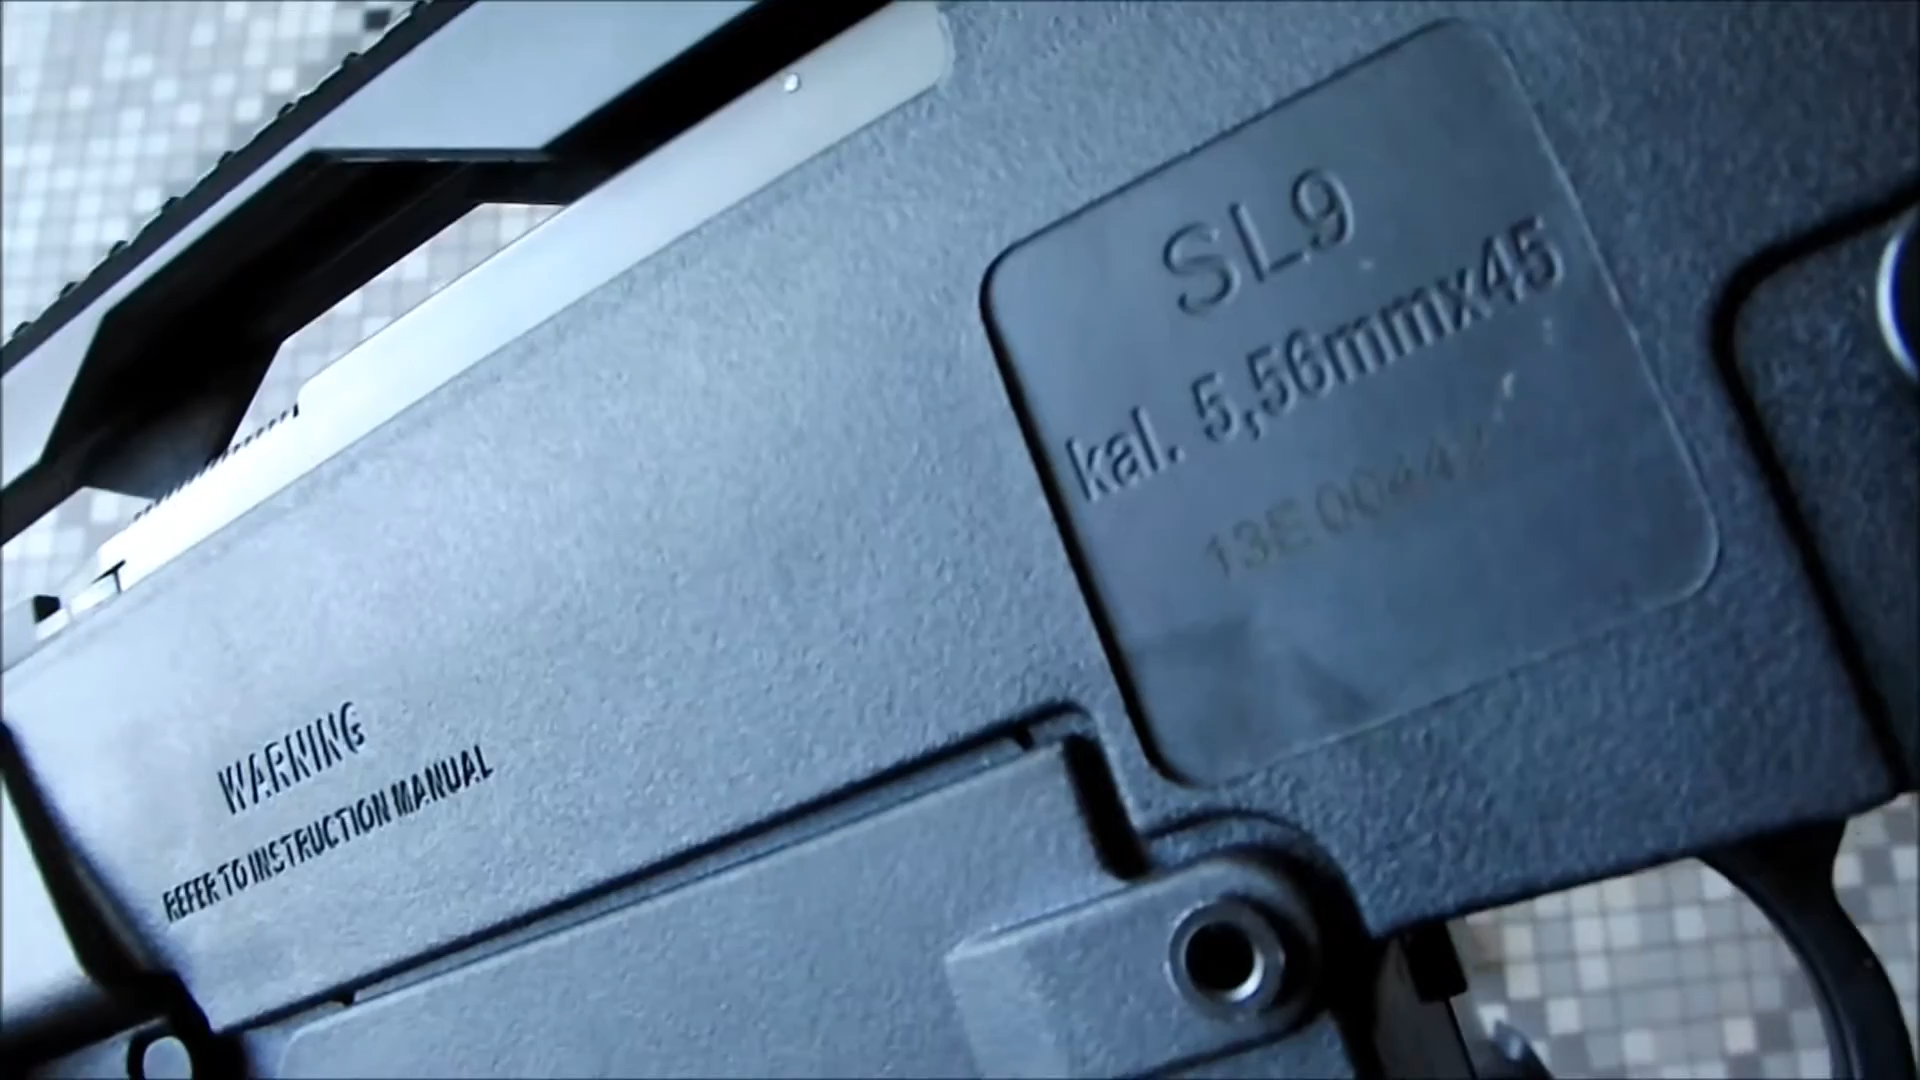 SL9
kal. 5,56mmx45
WARNING
REFER TO INSTRUCTION MANUAL